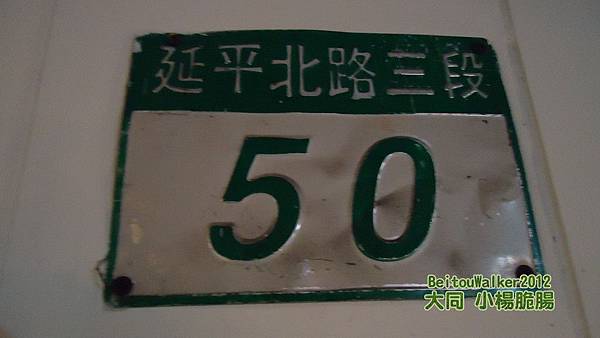 延平北路三段
50
BeitouWalker2012
大同 小楊脆腸